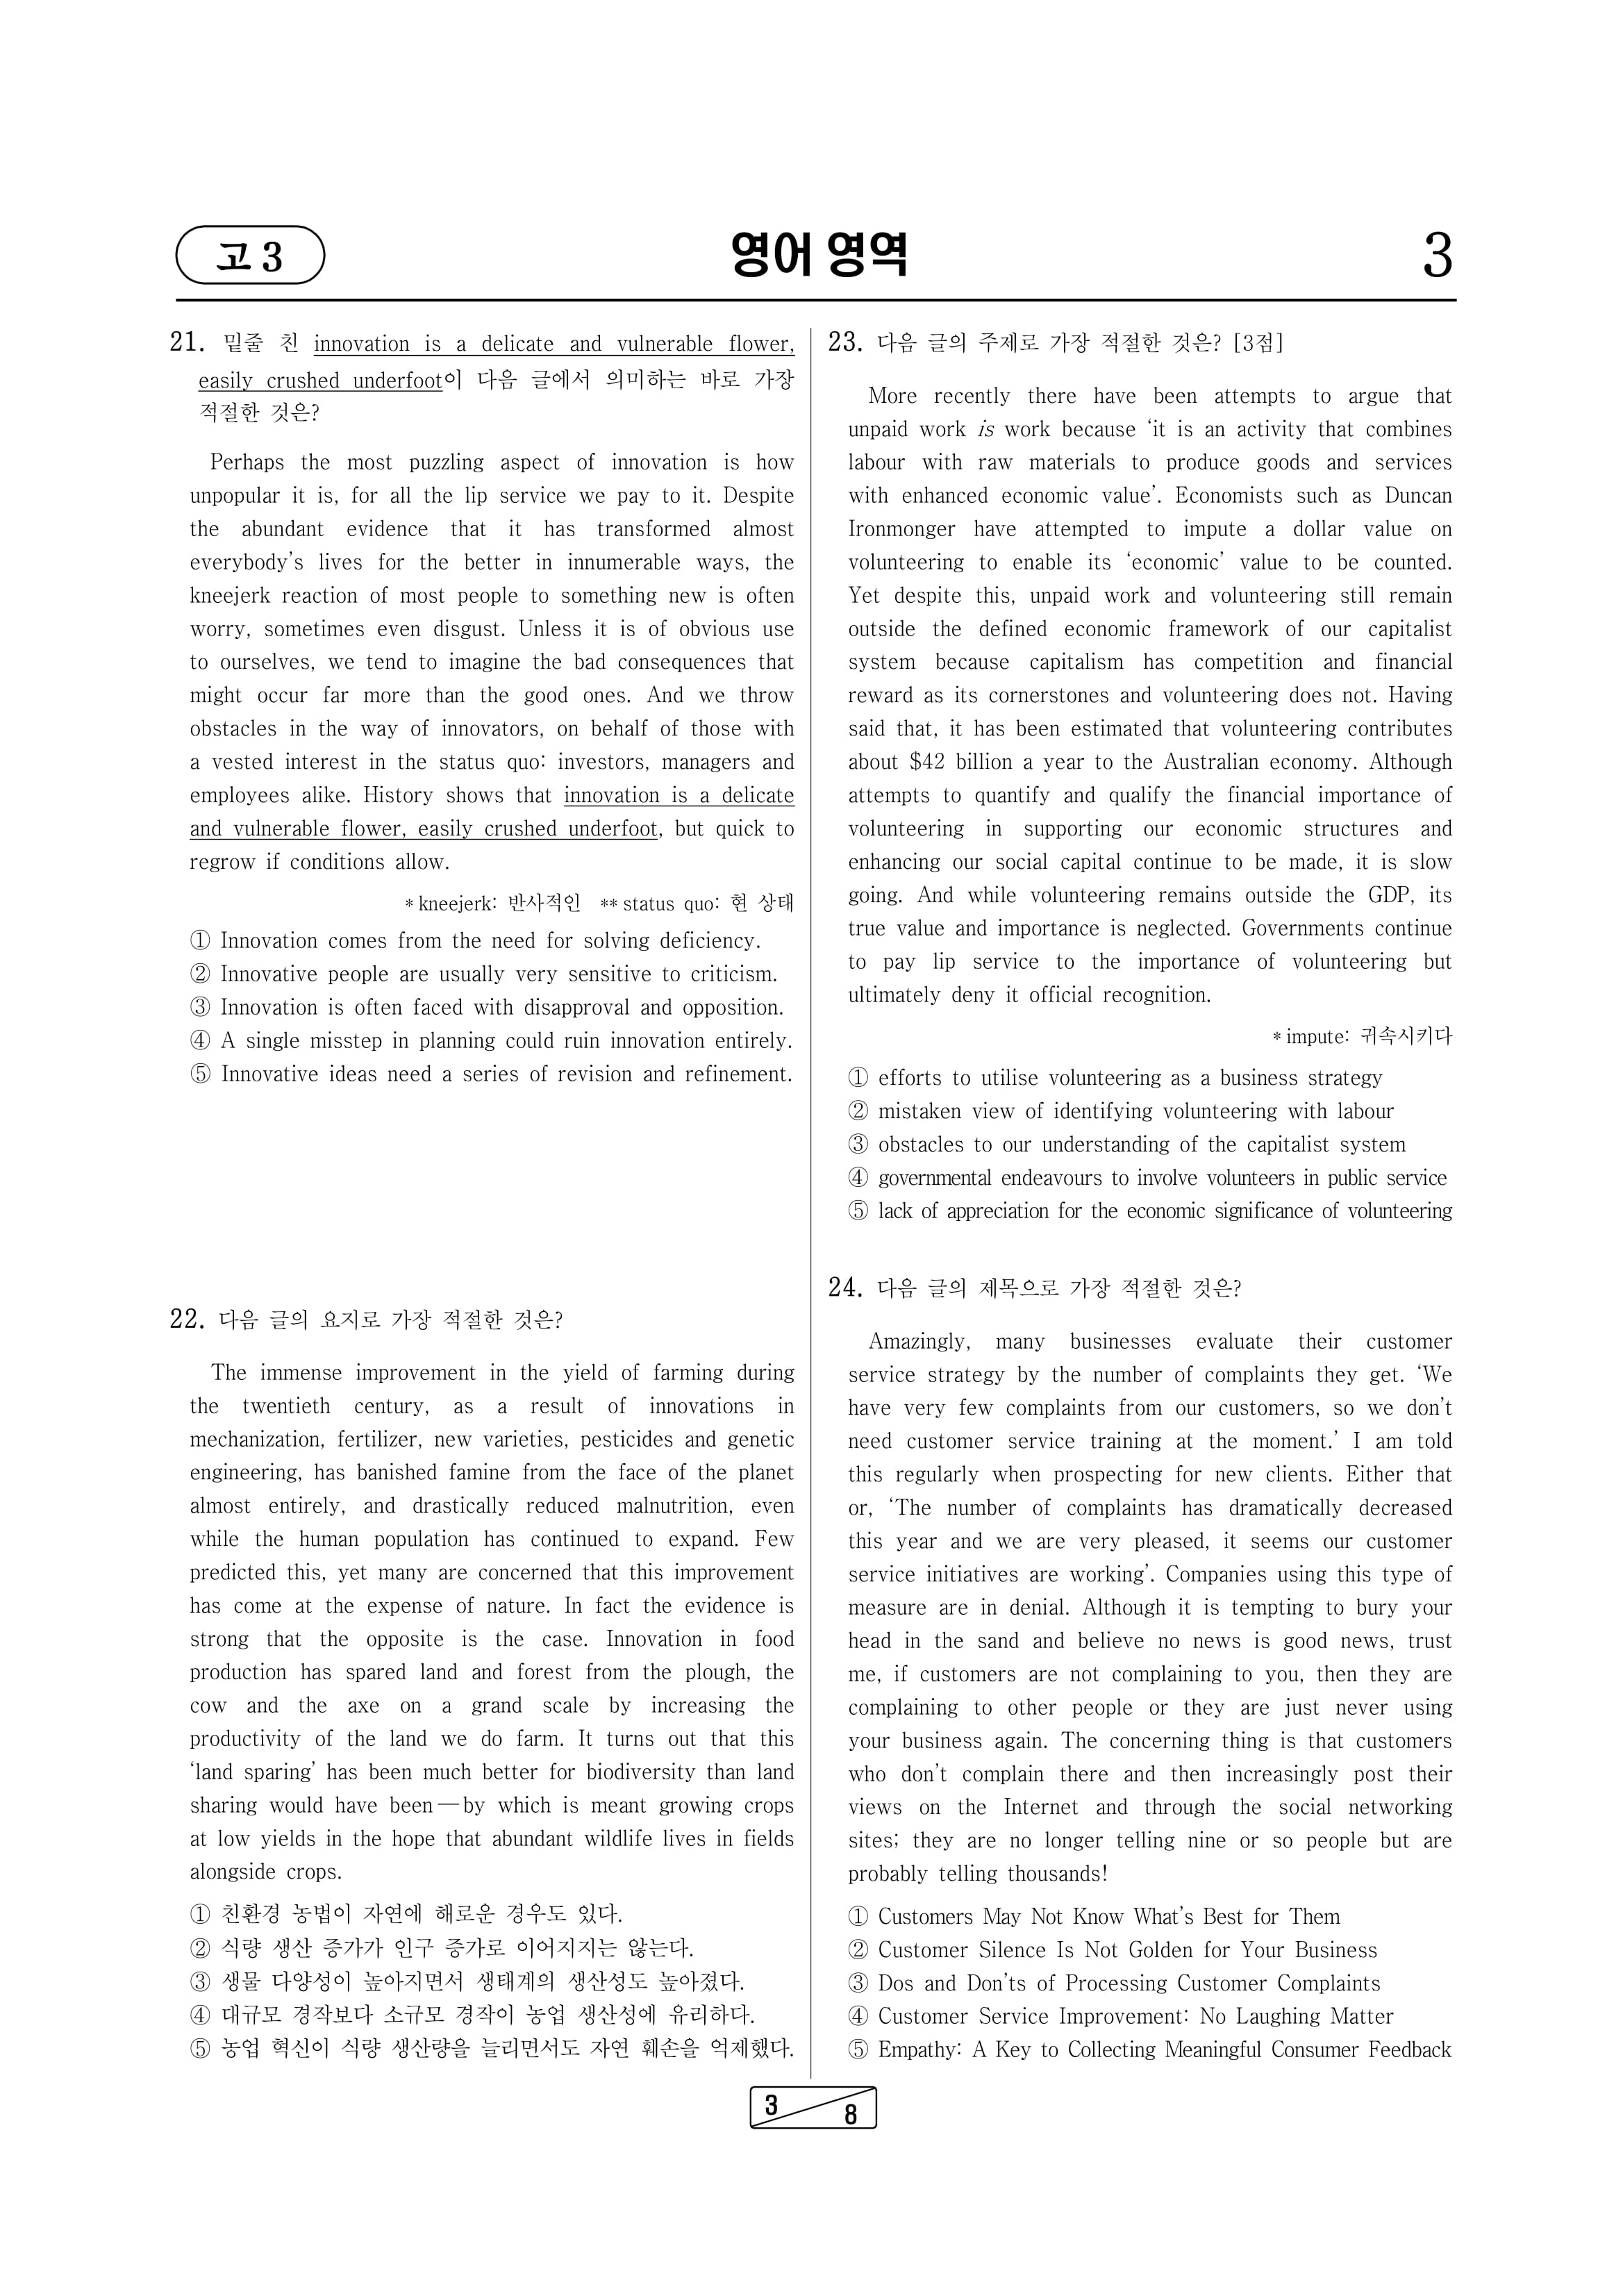 고 3
영어 영역
3
21. 밑줄 친 innovation is a delicate and vulnerable flower,
easily crushed underfoot이 다음 글에서 의미하는 바로 가장
적절한 것은?
Perhaps the most puzzling aspect of innovation is how
unpopular it is, for all the lip service we pay to it. Despite
the abundant evidence that it has transformed almost
everybody’s lives for the better in innumerable ways, the
kneejerk reaction of most people to something new is often
worry, sometimes even disgust. Unless it is of obvious use
to ourselves, we tend to imagine the bad consequences that
might occur far more than the good ones. And we throw
obstacles in the way of innovators, on behalf of those with
a vested interest in the status quo: investors, managers and
employees alike. History shows that innovation is a delicate
and vulnerable flower, easily crushed underfoot, but quick to
regrow if conditions allow.
* kneejerk: 반사적인 ** status quo: 현 상태
① Innovation comes from the need for solving deficiency.
② Innovative people are usually very sensitive to criticism.
③ Innovation is often faced with disapproval and opposition.
④ A single misstep in planning could ruin innovation entirely.
⑤ Innovative ideas need a series of revision and refinement.
22. 다음 글의 요지로 가장 적절한 것은?
The immense improvement in the yield of farming during
the twentieth century, as a result of innovations in
mechanization, fertilizer, new varieties, pesticides and genetic
engineering, has banished famine from the face of the planet
almost entirely, and drastically reduced malnutrition, even
while the human population has continued to expand. Few
predicted this, yet many are concerned that this improvement
has come at the expense of nature. In fact the evidence is
strong that the opposite is the case. Innovation in food
production has spared land and forest from the plough, the
cow and the axe on a grand scale by increasing the
productivity of the land we do farm. It turns out that this
‘land sparing’ has been much better for biodiversity than land
sharing would have been — by which is meant growing crops
at low yields in the hope that abundant wildlife lives in fields
alongside crops.
① 친환경 농법이 자연에 해로운 경우도 있다.
② 식량 생산 증가가 인구 증가로 이어지지는 않는다.
③ 생물 다양성이 높아지면서 생태계의 생산성도 높아졌다.
④ 대규모 경작보다 소규모 경작이 농업 생산성에 유리하다.
⑤ 농업 혁신이 식량 생산량을 늘리면서도 자연 훼손을 억제했다.
23. 다음 글의 주제로 가장 적절한 것은? [3점]
More recently there have been attempts to argue that
unpaid work is work because ‘it is an activity that combines
labour with raw materials to produce goods and services
with enhanced economic value’. Economists such as Duncan
Ironmonger have attempted to impute a dollar value on
volunteering to enable its ‘economic’ value to be counted.
Yet despite this, unpaid work and volunteering still remain
outside the defined economic framework of our capitalist
system because capitalism has competition and financial
reward as its cornerstones and volunteering does not. Having
said that, it has been estimated that volunteering contributes
about $42 billion a year to the Australian economy. Although
attempts to quantify and qualify the financial importance of
volunteering in supporting our economic structures and
enhancing our social capital continue to be made, it is slow
going. And while volunteering remains outside the GDP, its
true value and importance is neglected. Governments continue
to pay lip service to the importance of volunteering but
ultimately deny it official recognition.
* impute: 귀속시키다
① efforts to utilise volunteering as a business strategy
② mistaken view of identifying volunteering with labour
③ obstacles to our understanding of the capitalist system
④ governmental endeavours to involve volunteers in public service
⑤ lack of appreciation for the economic significance of volunteering
24. 다음 글의 제목으로 가장 적절한 것은?
Amazingly, many businesses evaluate their customer
service strategy by the number of complaints they get. ‘We
have very few complaints from our customers, so we don’t
need customer service training at the moment.’ I am told
this regularly when prospecting for new clients. Either that
or, ‘The number of complaints has dramatically decreased
this year and we are very pleased, it seems our customer
service initiatives are working’. Companies using this type of
measure are in denial. Although it is tempting to bury your
head in the sand and believe no news is good news, trust
me, if customers are not complaining to you, then they are
complaining to other people or they are just never using
your business again. The concerning thing is that customers
who don’t complain there and then increasingly post their
views on the Internet and through the social networking
sites; they are no longer telling nine or so people but are
probably telling thousands!
① Customers May Not Know What’s Best for Them
② Customer Silence Is Not Golden for Your Business
③ Dos and Don’ts of Processing Customer Complaints
④ Customer Service Improvement: No Laughing Matter
⑤ Empathy: A Key to Collecting Meaningful Consumer Feedback
3
8